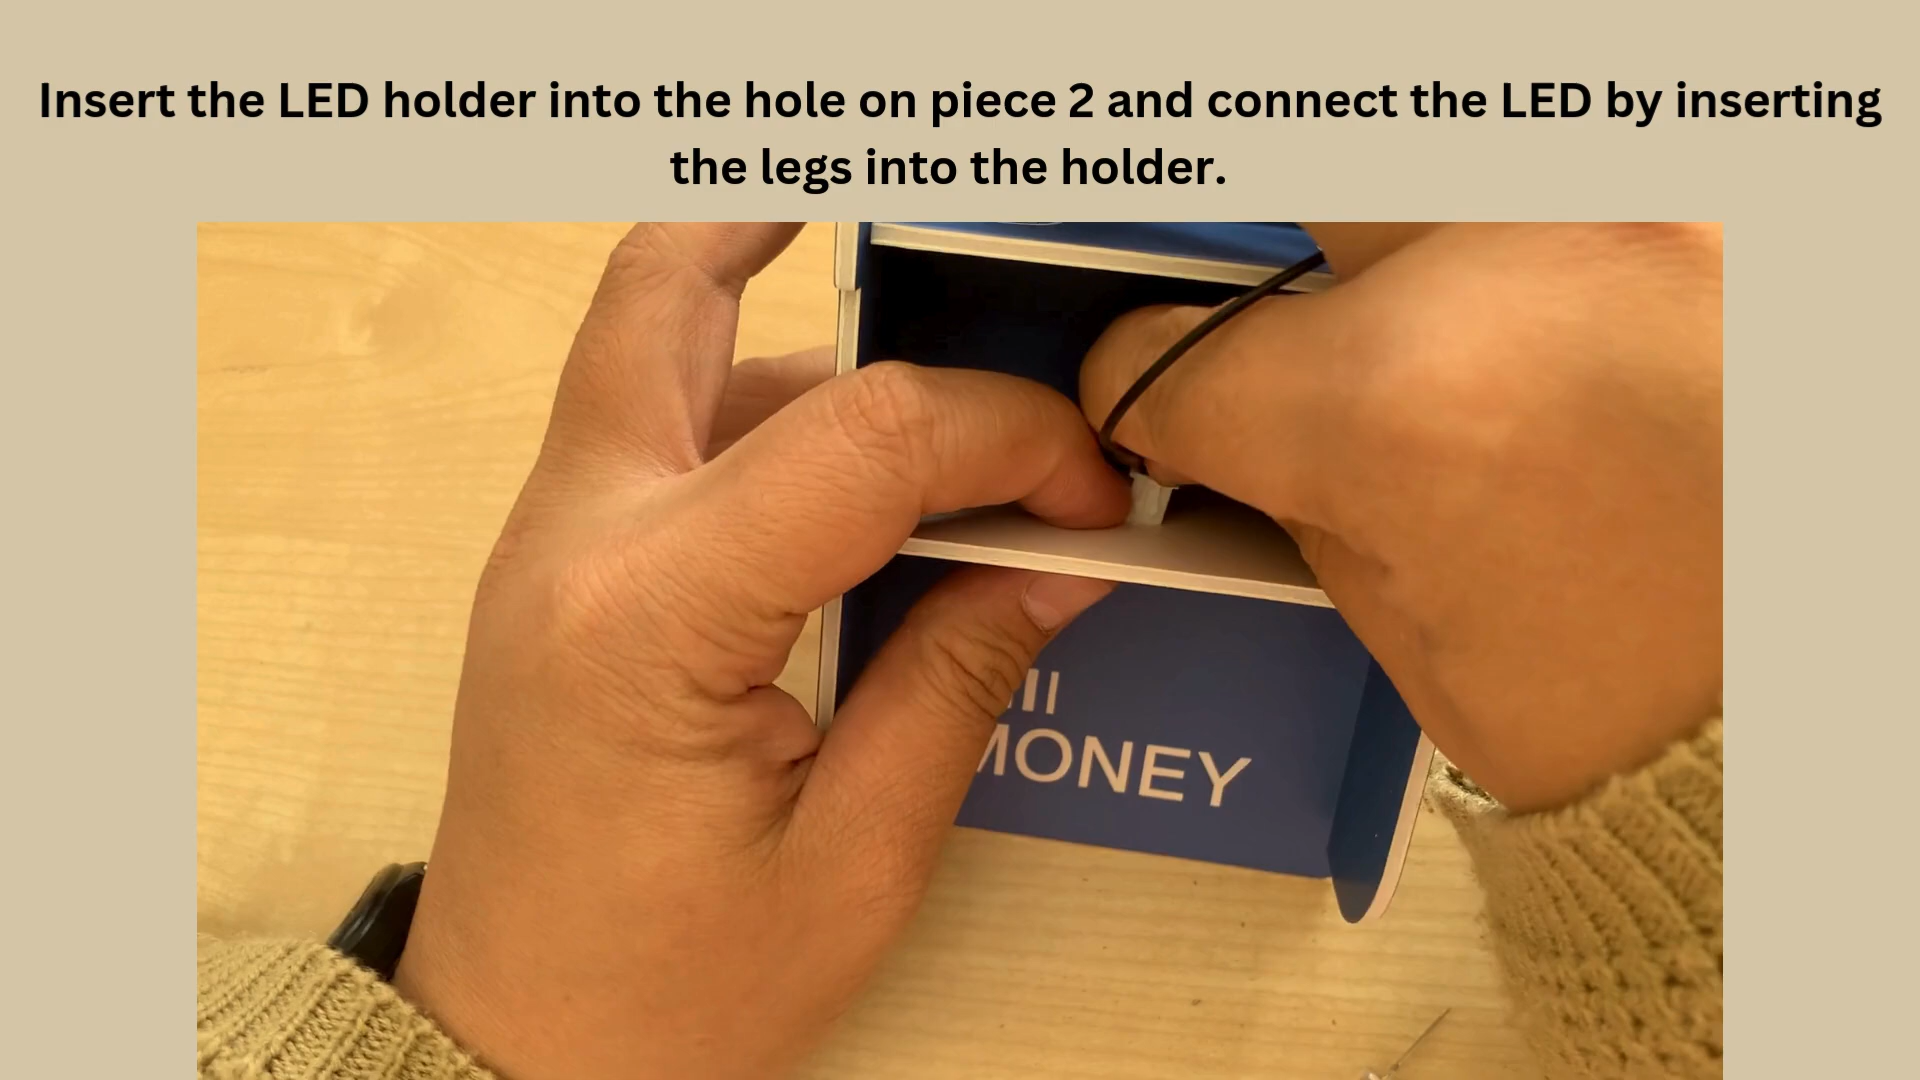 Insert the LED holder into the hole on piece 2 and connect the LED by inserting
the legs into the holder.
MONEY